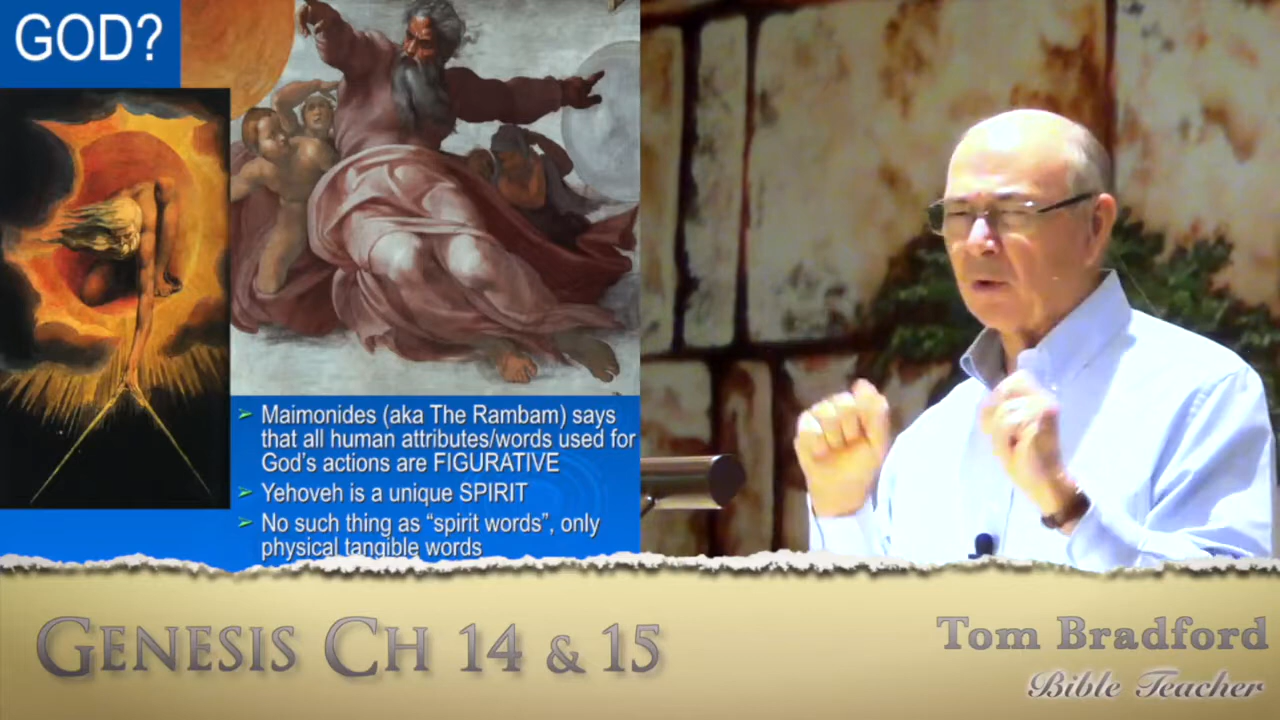 GOD?
Maimonides (aka The Rambam) says
that all human attributes/words used for
God's actions are FIGURATIVE
Yehoveh is a unique SPIRIT
No such thing as “spirit words”, only
physical tangible words
GENESIS CH 14 & 15
Tom Bradford
Bible Teacher